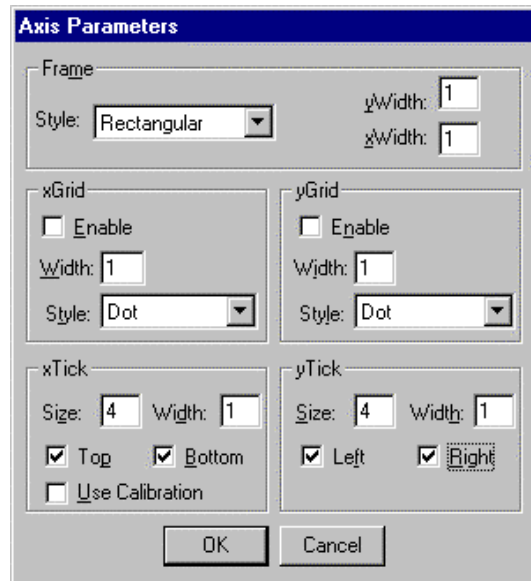 Axis Parameters
Frame
Style: Rectangular
yWidth: 1
xWidth: 1
xGrid
Enable
Width: 1
Style: Dot
yGrid
Enable
Width: 1
Style: Dot
xTick
Size: 4 Width: 1
Top Bottom
Use Calibration
yTick
Size: 4 Width: 1
Left Right
OK Cancel